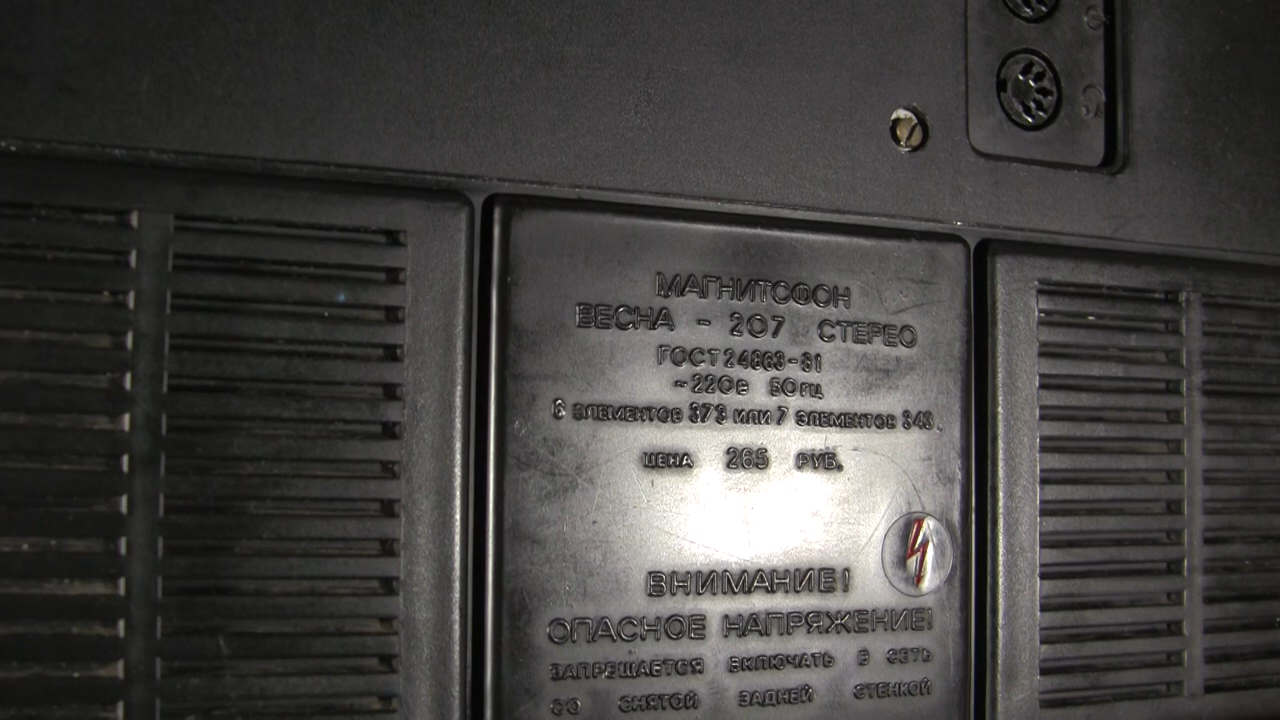 МАГНИТОФОН
ВЕСНА - 207 СТЕРЕО
ГОСТ 24863-81
~220В 50ГЦ
6 ЭЛЕМЕНТОВ 373 ИЛИ 7 ЭЛЕМЕНТОВ 343.
ЦЕНА 265 РУБ.
ВНИМАНИЕ!
ОПАСНОЕ НАПРЯЖЕНИЕ!
ЗАПРЕЩАЕТСЯ ВКЛЮЧАТЬ В СЕТЬ
СО СНЯТОЙ ЗАДНЕЙ СТЕНКОЙ